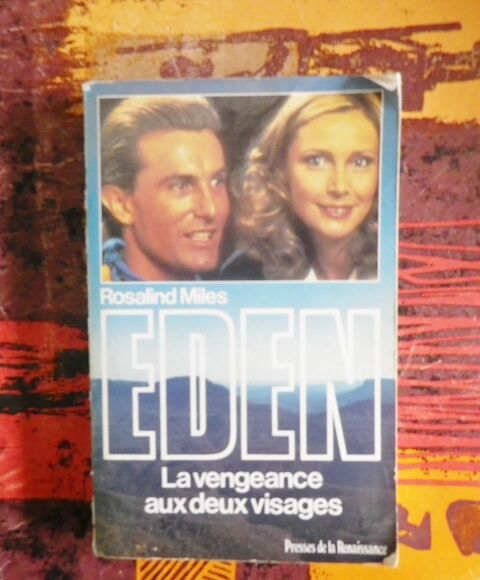 Rosalind Miles
EDEN
La vengeance
aux deux visages
Presses de la Renaissance